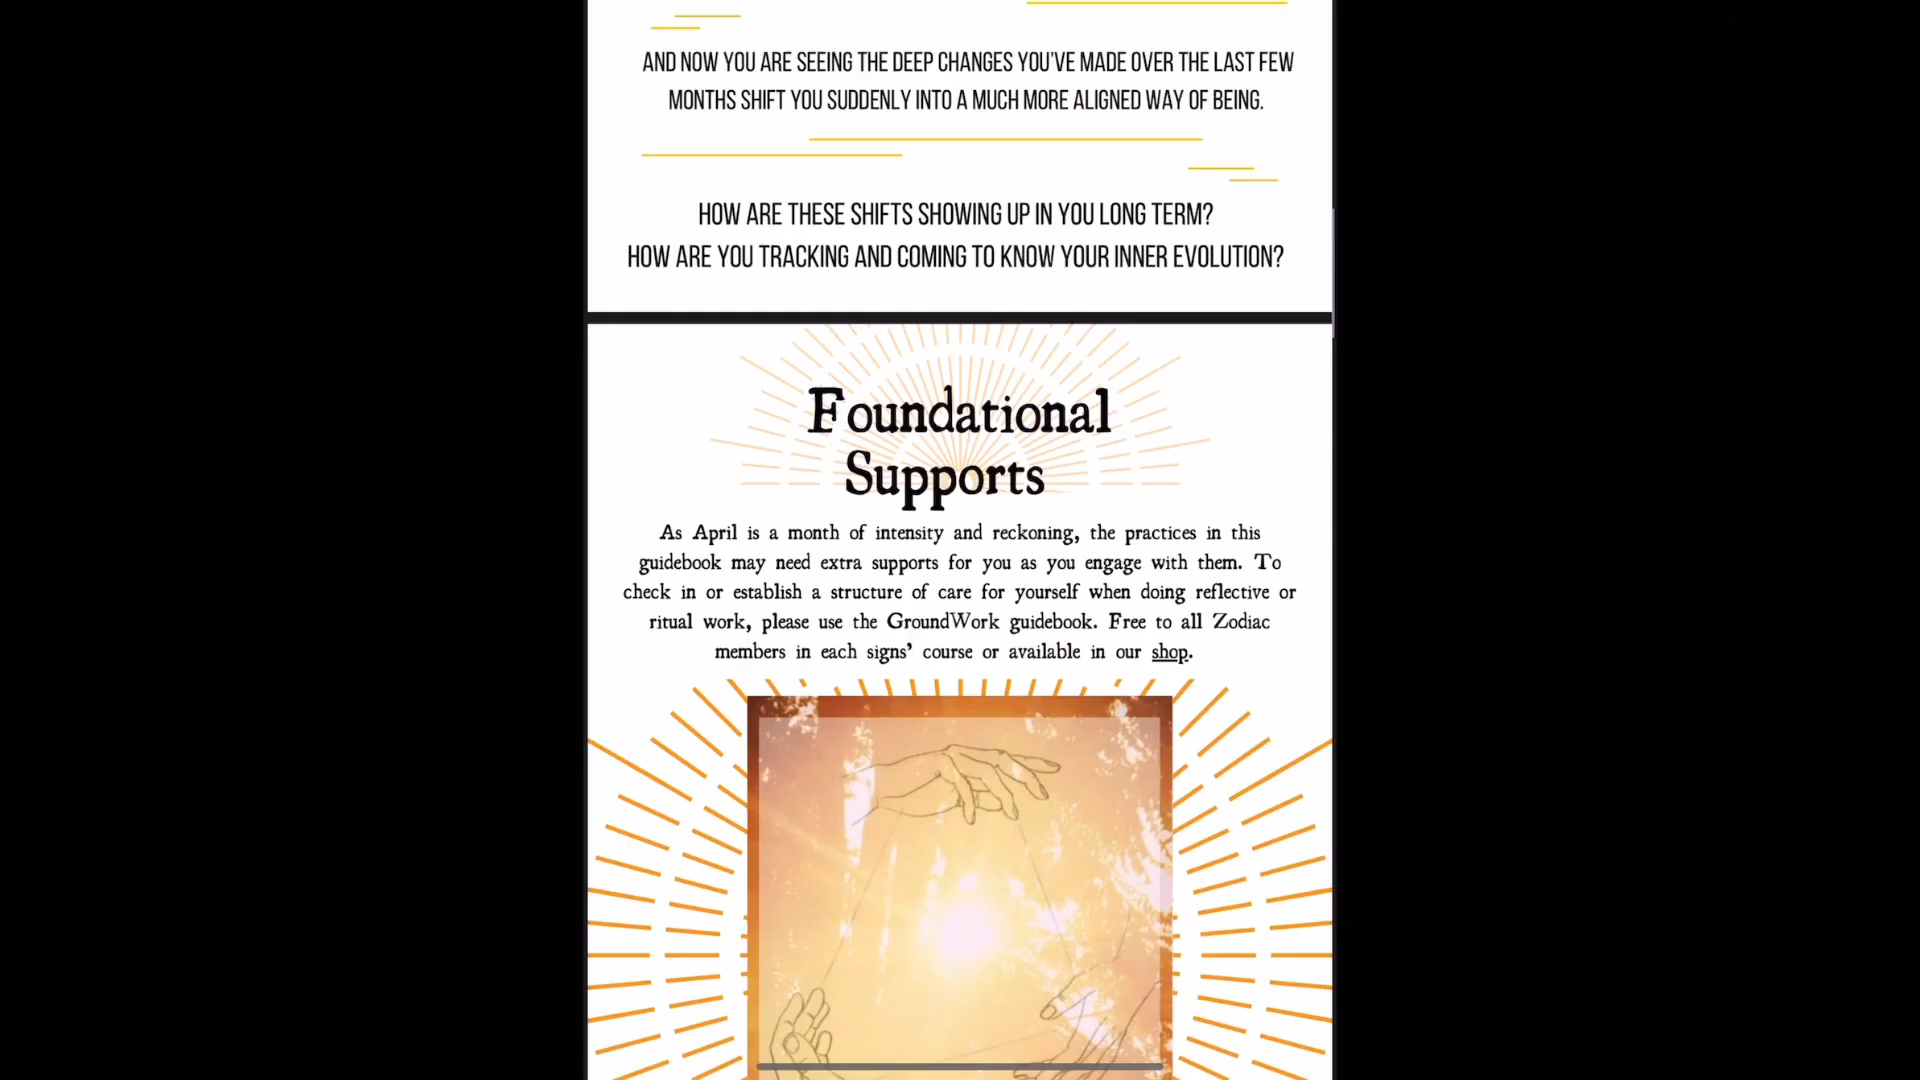 AND NOW YOU ARE SEEING THE DEEP CHANGES YOU'VE MADE OVER THE LAST FEW
MONTHS SHIFT YOU SUDDENLY INTO A MUCH MORE ALIGNED WAY OF BEING.
HOW ARE THESE SHIFTS SHOWING UP IN YOU LONG TERM?
HOW ARE YOU TRACKING AND COMING TO KNOW YOUR INNER EVOLUTION?
Foundational
Supports
As April is a month of intensity and reckoning, the practices in this
guidebook may need extra supports for you as you engage with them. To
check in or establish a structure of care for yourself when doing reflective or
ritual work, please use the GroundWork guidebook. Free to all Zodiac
members in each signs' course or available in our shop.